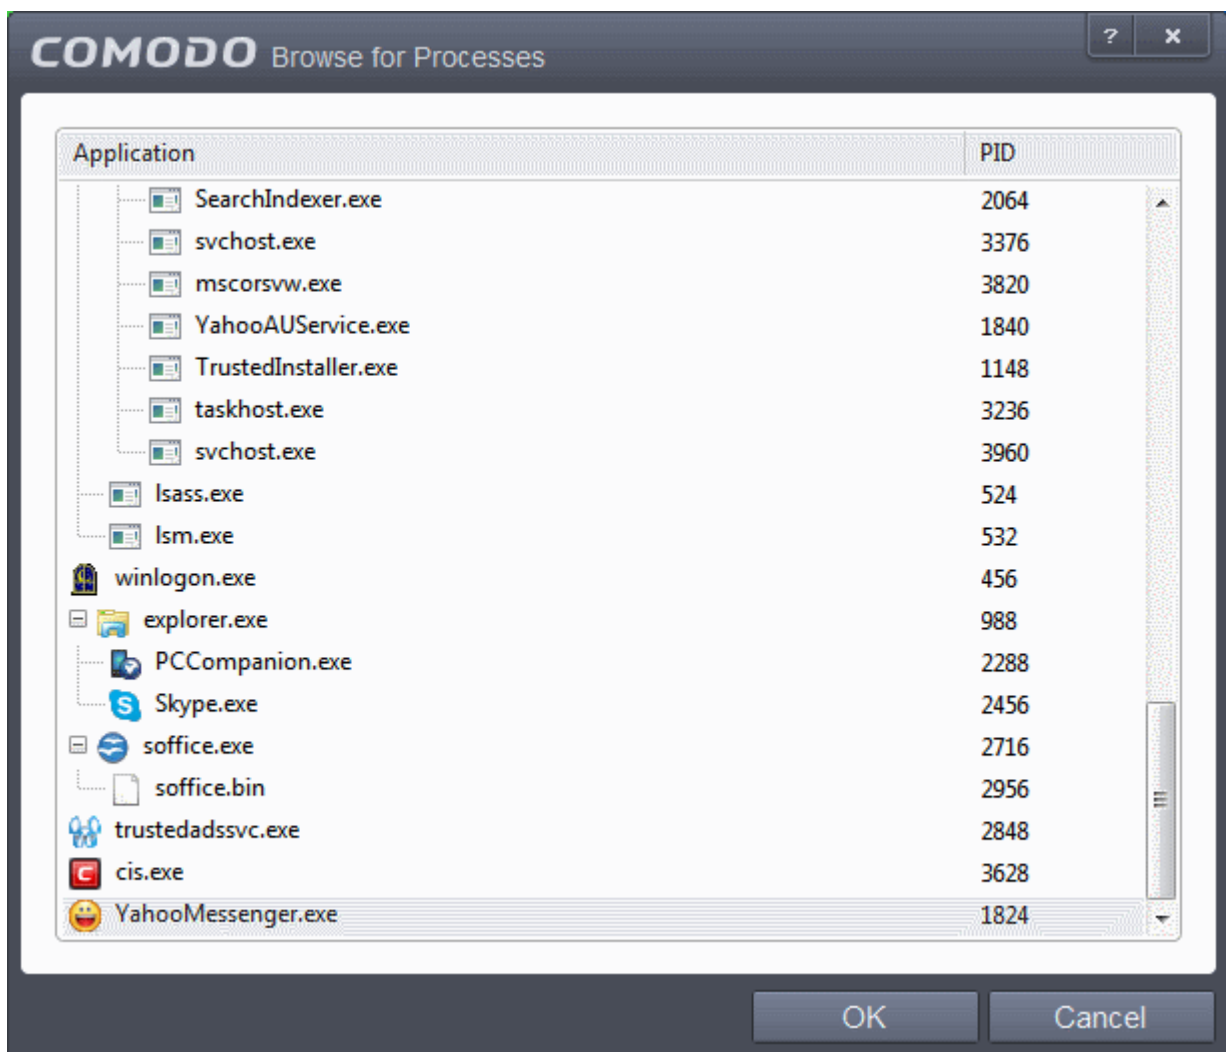 COMODO Browse for Processes ?
Application PID
SearchIndexer.exe 2064
svchost.exe 3376
mscorsvw.exe 3820
YahooAUService.exe 1840
TrustedInstaller.exe 1148
taskhost.exe 3236
svchost.exe 3960
lsass.exe 524
lsm.exe 532
winlogon.exe 456
explorer.exe 988
PCCompanion.exe 2288
Skype.exe 2456
soffice.exe 2716
soffice.bin 2956
trustedadssvc.exe 2848
cis.exe 3628
YahooMessenger.exe 1824
OK Cancel